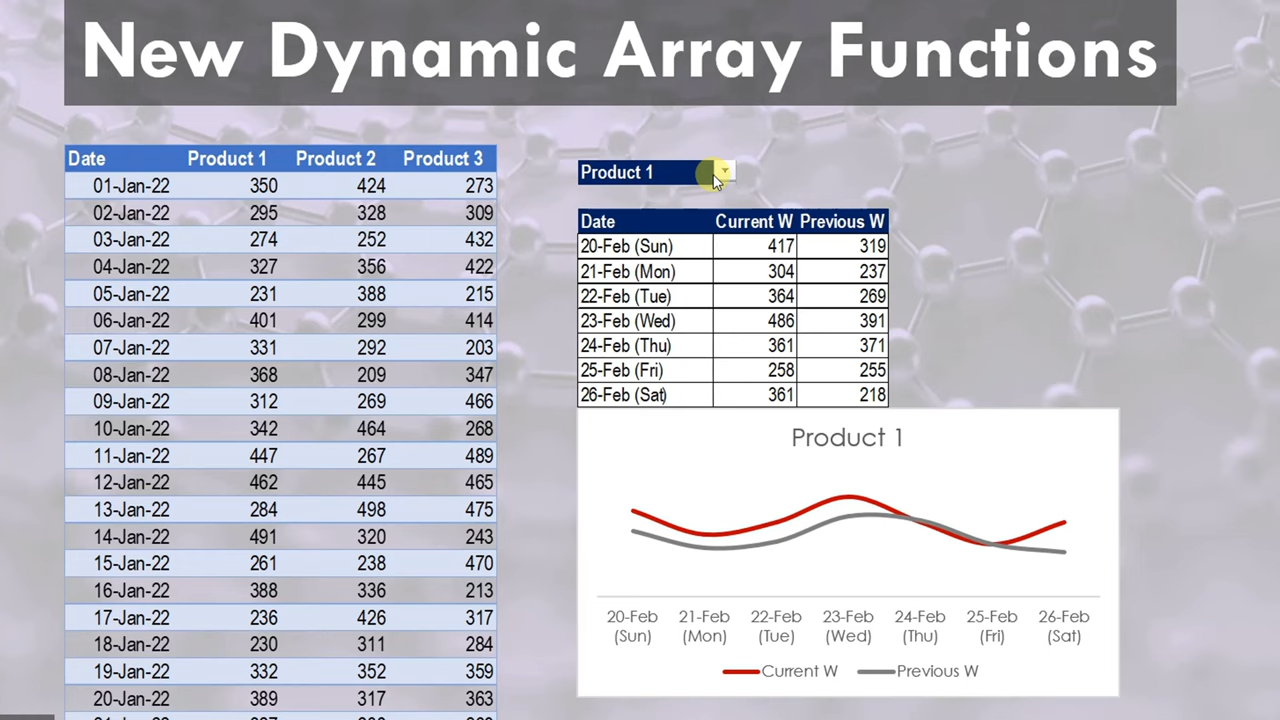 New Dynamic Array Functions
Date Product 1 Product 2 Product 3
01-Jan-22 350 424 273
02-Jan-22 295 328 309
03-Jan-22 274 252 432
04-Jan-22 327 356 422
05-Jan-22 231 388 215
06-Jan-22 401 299 414
07-Jan-22 331 292 203
08-Jan-22 368 209 347
09-Jan-22 312 269 466
10-Jan-22 342 464 268
11-Jan-22 447 267 489
12-Jan-22 462 445 465
13-Jan-22 284 498 475
14-Jan-22 491 320 243
15-Jan-22 261 238 470
16-Jan-22 388 336 213
17-Jan-22 236 426 317
18-Jan-22 230 311 284
19-Jan-22 332 352 359
20-Jan-22 389 317 363
Product 1
Date Current W Previous W
20-Feb (Sun) 417 319
21-Feb (Mon) 304 237
22-Feb (Tue) 364 269
23-Feb (Wed) 486 391
24-Feb (Thu) 361 371
25-Feb (Fri) 258 255
26-Feb (Sat) 361 218
Product 1
20-Feb 21-Feb 22-Feb 23-Feb 24-Feb 25-Feb 26-Feb
(Sun) (Mon) (Tue) (Wed) (Thu) (Fri) (Sat)
Current W Previous W